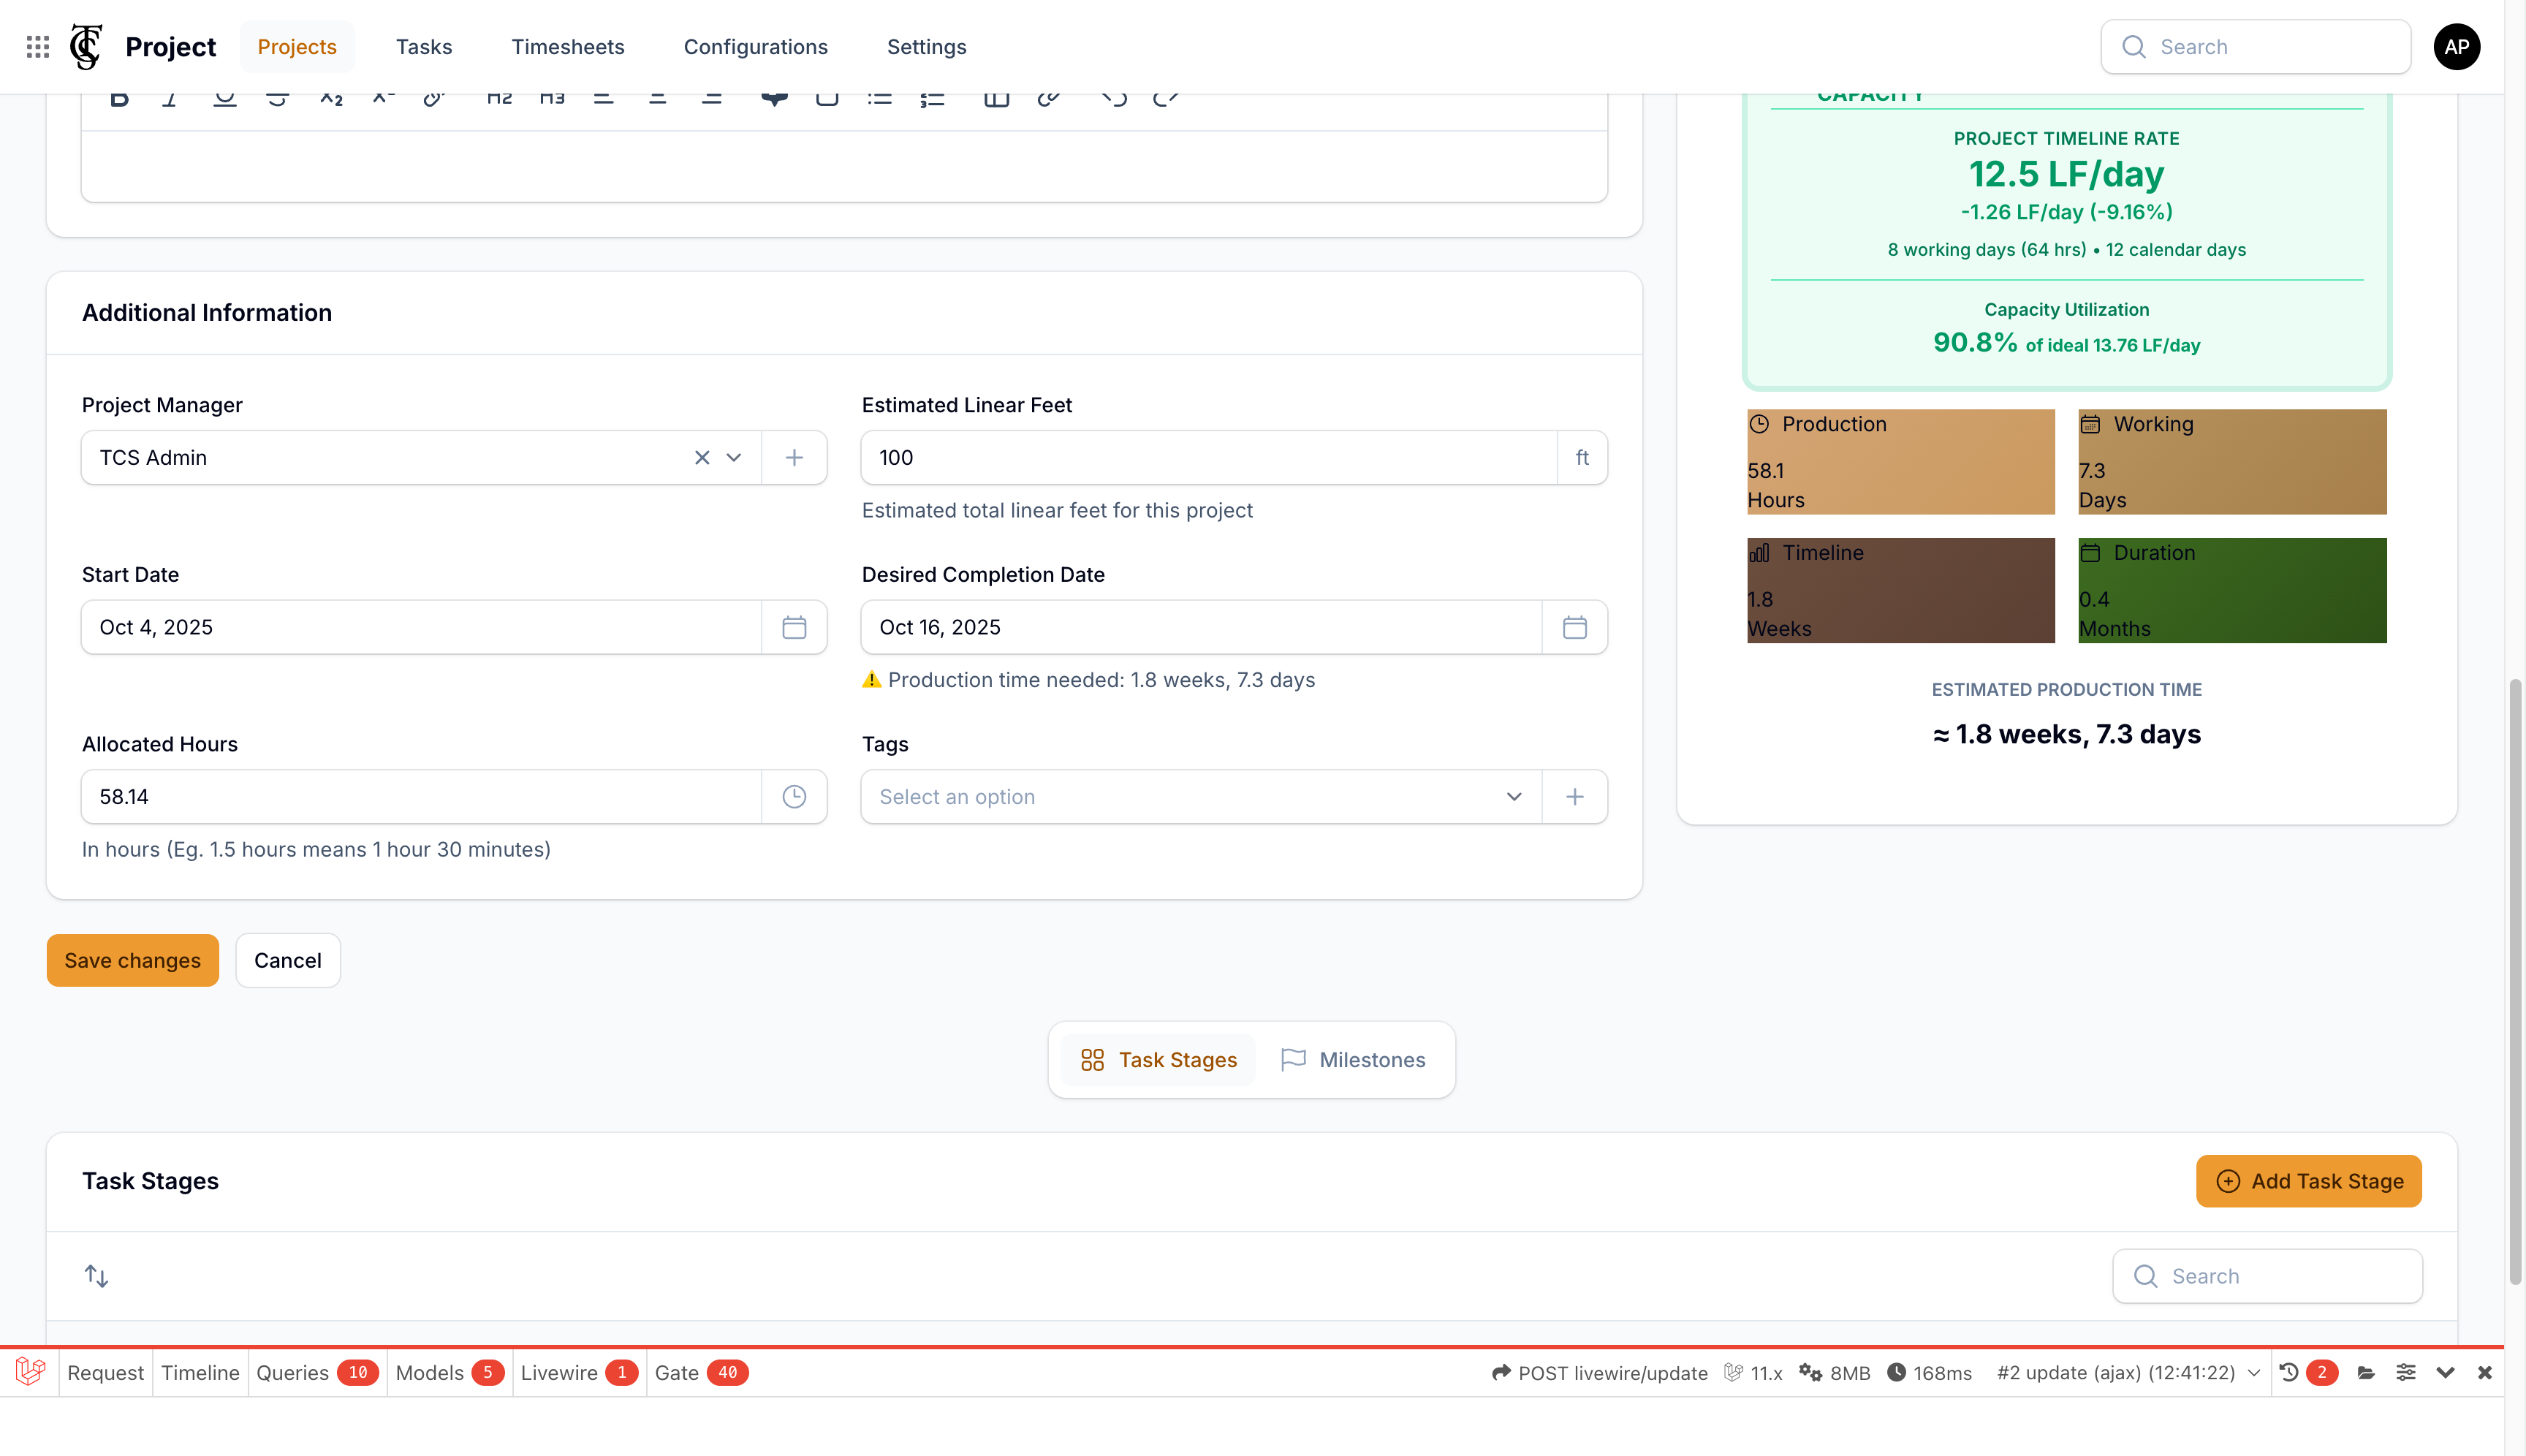 Project
Projects
Tasks
Timesheets
Configurations
Settings
Search
AP
B I U S X₂ X² H2 H3
CAPACITY
PROJECT TIMELINE RATE
12.5 LF/day
-1.26 LF/day (-9.16%)
8 working days (64 hrs) • 12 calendar days
Capacity Utilization
90.8% of ideal 13.76 LF/day
Production
58.1
Hours
Working
7.3
Days
Timeline
1.8
Weeks
Duration
0.4
Months
ESTIMATED PRODUCTION TIME
≈ 1.8 weeks, 7.3 days
Additional Information
Project Manager
TCS Admin
Estimated Linear Feet
100
ft
Estimated total linear feet for this project
Start Date
Oct 4, 2025
Desired Completion Date
Oct 16, 2025
⚠️ Production time needed: 1.8 weeks, 7.3 days
Allocated Hours
58.14
In hours (Eg. 1.5 hours means 1 hour 30 minutes)
Tags
Select an option
Save changes
Cancel
Task Stages
Milestones
Task Stages
Add Task Stage
Search
Request
Timeline
Queries 10
Models 5
Livewire 1
Gate 40
POST livewire/update
11.x
8MB
168ms
#2 update (ajax) (12:41:22)
2